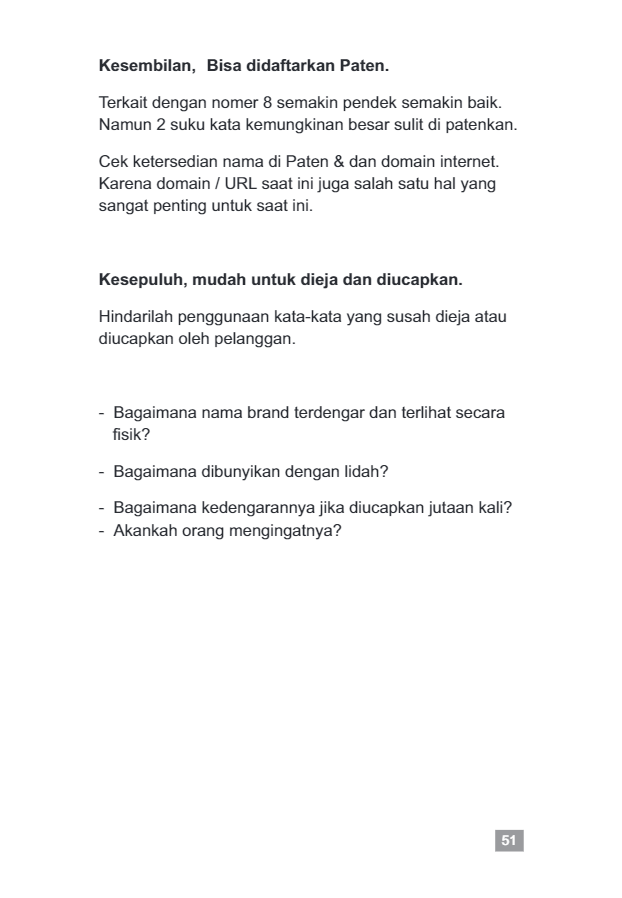 Kesembilan,  Bisa didaftarkan Paten.
Terkait dengan nomer 8 semakin pendek semakin baik.
Namun 2 suku kata kemungkinan besar sulit di patenkan.
Cek ketersedian nama di Paten & dan domain internet.
Karena domain / URL saat ini juga salah satu hal yang
sangat penting untuk saat ini.
Kesepuluh, mudah untuk dieja dan diucapkan.
Hindarilah penggunaan kata-kata yang susah dieja atau
diucapkan oleh pelanggan.
- Bagaimana nama brand terdengar dan terlihat secara
fisik?
- Bagaimana dibunyikan dengan lidah?
- Bagaimana kedengarannya jika diucapkan jutaan kali?
- Akankah orang mengingatnya?
51